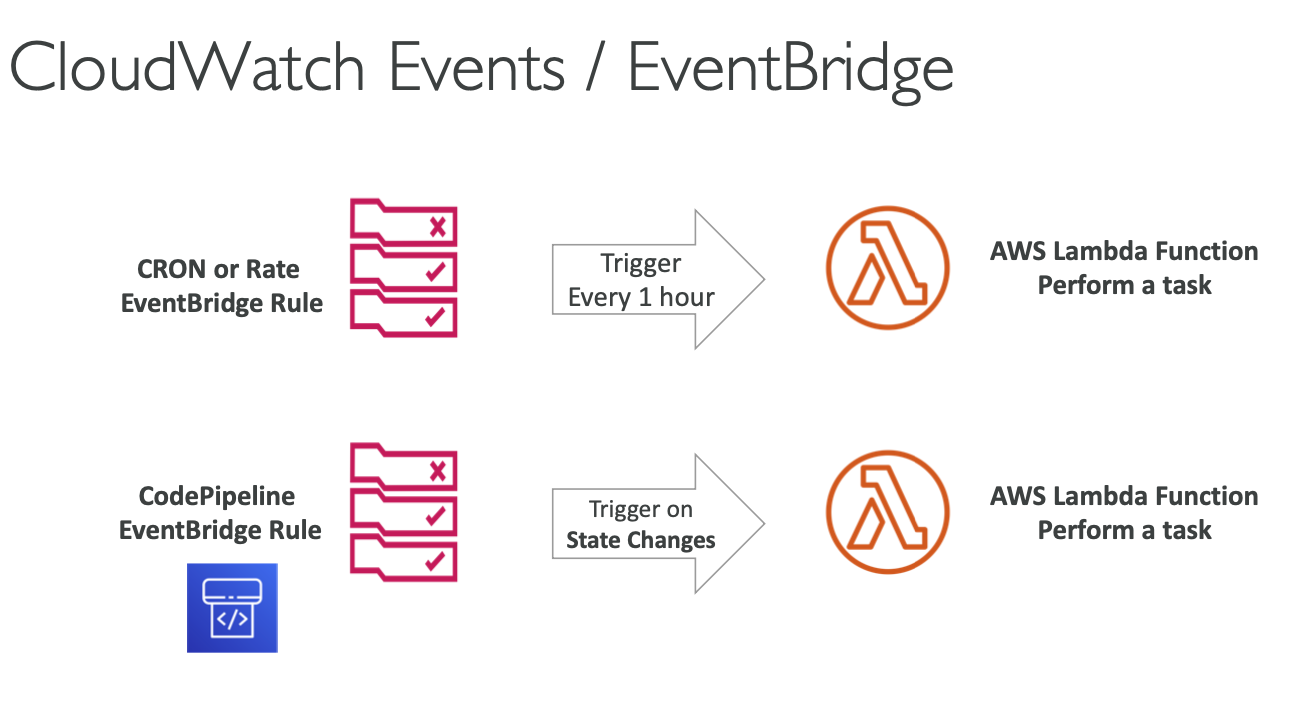 CloudWatch Events / EventBridge
CRON or Rate
EventBridge Rule
Trigger
Every 1 hour
AWS Lambda Function
Perform a task
CodePipeline
EventBridge Rule
</>
Trigger on
State Changes
AWS Lambda Function
Perform a task